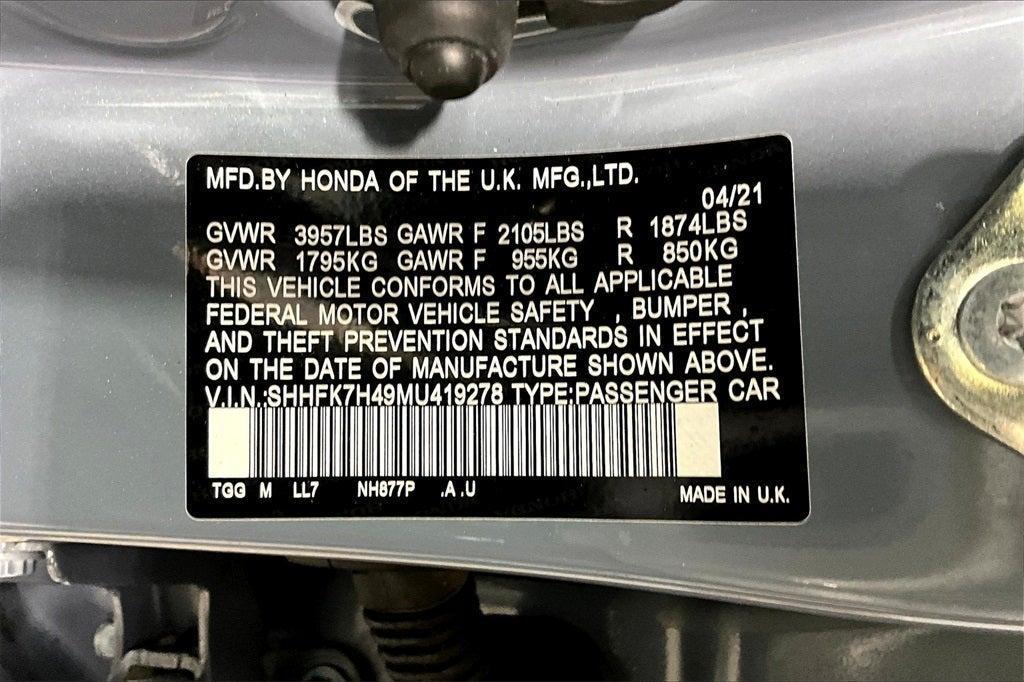 MFD.BY HONDA OF THE U.K. MFG.,LTD.
04/21
GVWR 3957LBS GAWR F 2105LBS R 1874LBS
GVWR 1795KG GAWR F 955KG R 850KG
THIS VEHICLE CONFORMS TO ALL APPLICABLE
FEDERAL MOTOR VEHICLE SAFETY , BUMPER ,
AND THEFT PREVENTION STANDARDS IN EFFECT
ON THE DATE OF MANUFACTURE SHOWN ABOVE.
V.I.N.:SHHFK7H49MU419278 TYPE:PASSENGER CAR
TGG M LL7 NH877P .A .U MADE IN U.K.